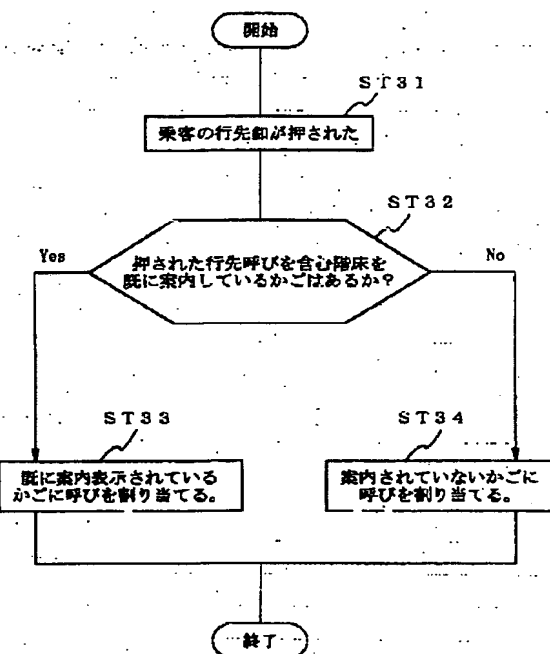 開始
ST31
乗客の行先釦が押された
ST32
Yes
No
押された行先呼びを含む階床を
既に案内しているかごはあるか?
ST33
ST34
既に案内表示されている
かごに呼びを割り当てる。
案内されていないかごに
呼びを割り当てる。
終了